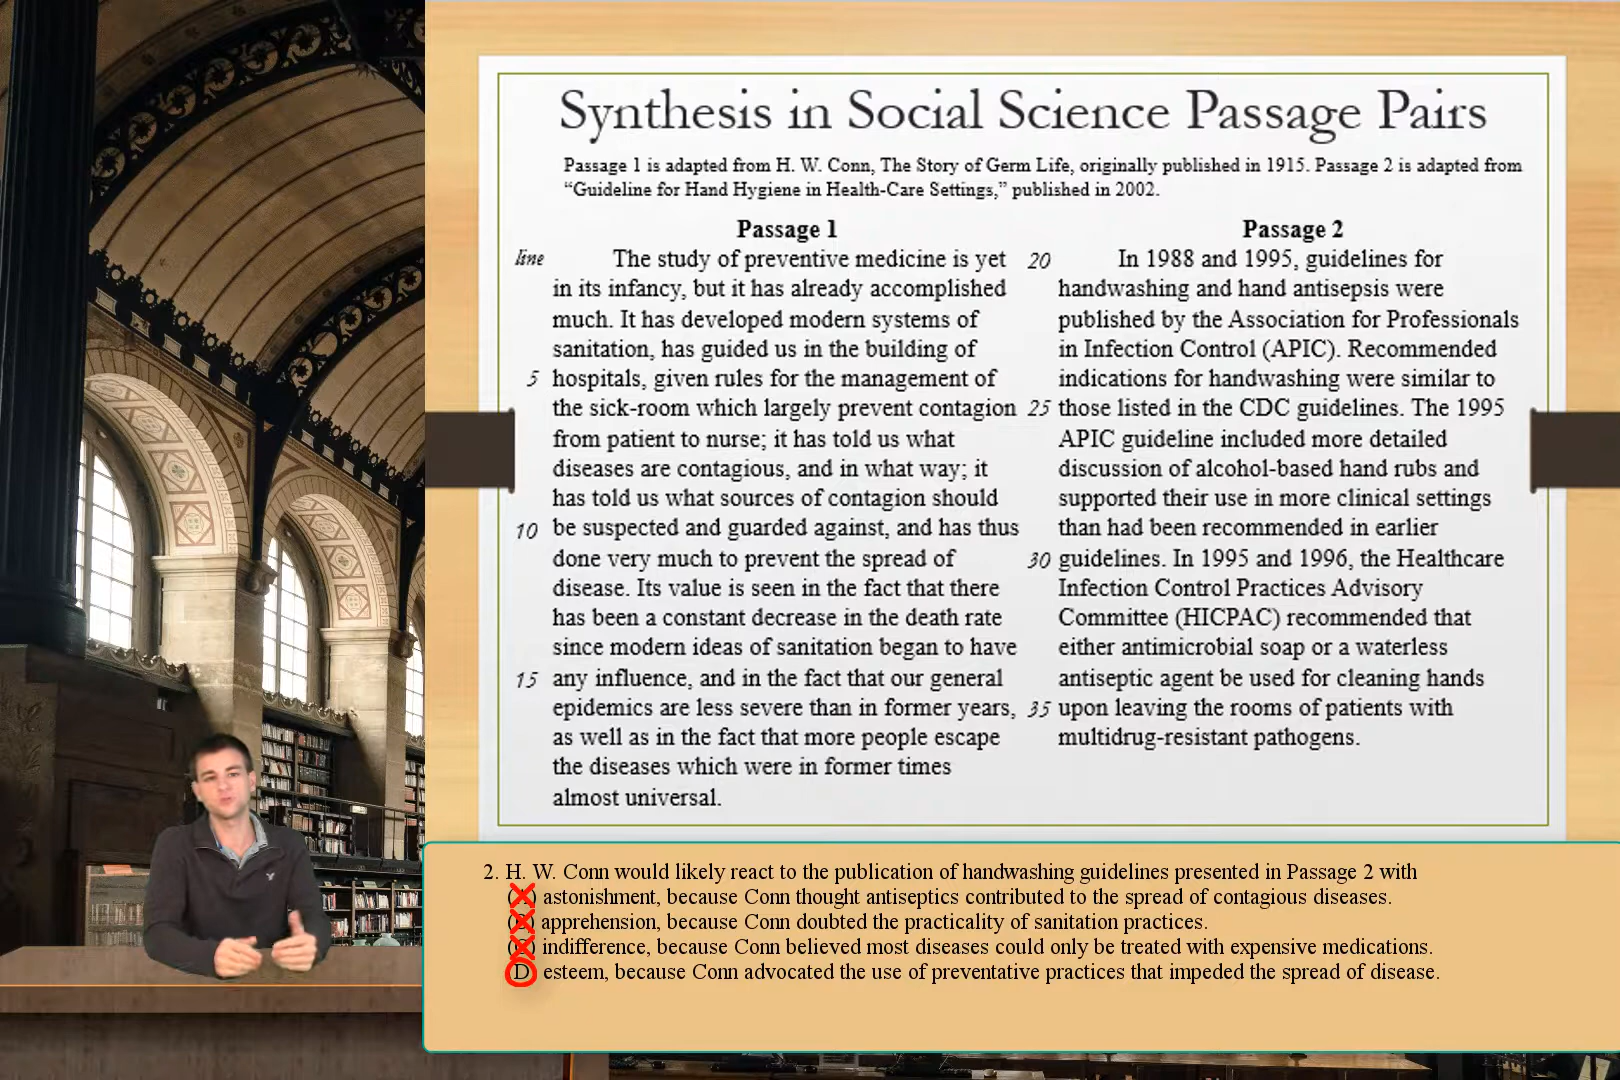 Synthesis in Social Science Passage Pairs
Passage 1 is adapted from H. W. Conn, The Story of Germ Life, originally published in 1915. Passage 2 is adapted from
“Guideline for Hand Hygiene in Health-Care Settings,” published in 2002.
Passage 1
line The study of preventive medicine is yet
in its infancy, but it has already accomplished
much. It has developed modern systems of
sanitation, has guided us in the building of
5 hospitals, given rules for the management of
the sick-room which largely prevent contagion
from patient to nurse; it has told us what
diseases are contagious, and in what way; it
has told us what sources of contagion should
10 be suspected and guarded against, and has thus
done very much to prevent the spread of
disease. Its value is seen in the fact that there
has been a constant decrease in the death rate
since modern ideas of sanitation began to have
15 any influence, and in the fact that our general
epidemics are less severe than in former years,
as well as in the fact that more people escape
the diseases which were in former times
almost universal.
Passage 2
20 In 1988 and 1995, guidelines for
handwashing and hand antisepsis were
published by the Association for Professionals
in Infection Control (APIC). Recommended
indications for handwashing were similar to
25 those listed in the CDC guidelines. The 1995
APIC guideline included more detailed
discussion of alcohol-based hand rubs and
supported their use in more clinical settings
than had been recommended in earlier
30 guidelines. In 1995 and 1996, the Healthcare
Infection Control Practices Advisory
Committee (HICPAC) recommended that
either antimicrobial soap or a waterless
antiseptic agent be used for cleaning hands
35 upon leaving the rooms of patients with
multidrug-resistant pathogens.
2. H. W. Conn would likely react to the publication of handwashing guidelines presented in Passage 2 with
astonishment, because Conn thought antiseptics contributed to the spread of contagious diseases.
apprehension, because Conn doubted the practicality of sanitation practices.
indifference, because Conn believed most diseases could only be treated with expensive medications.
D esteem, because Conn advocated the use of preventative practices that impeded the spread of disease.